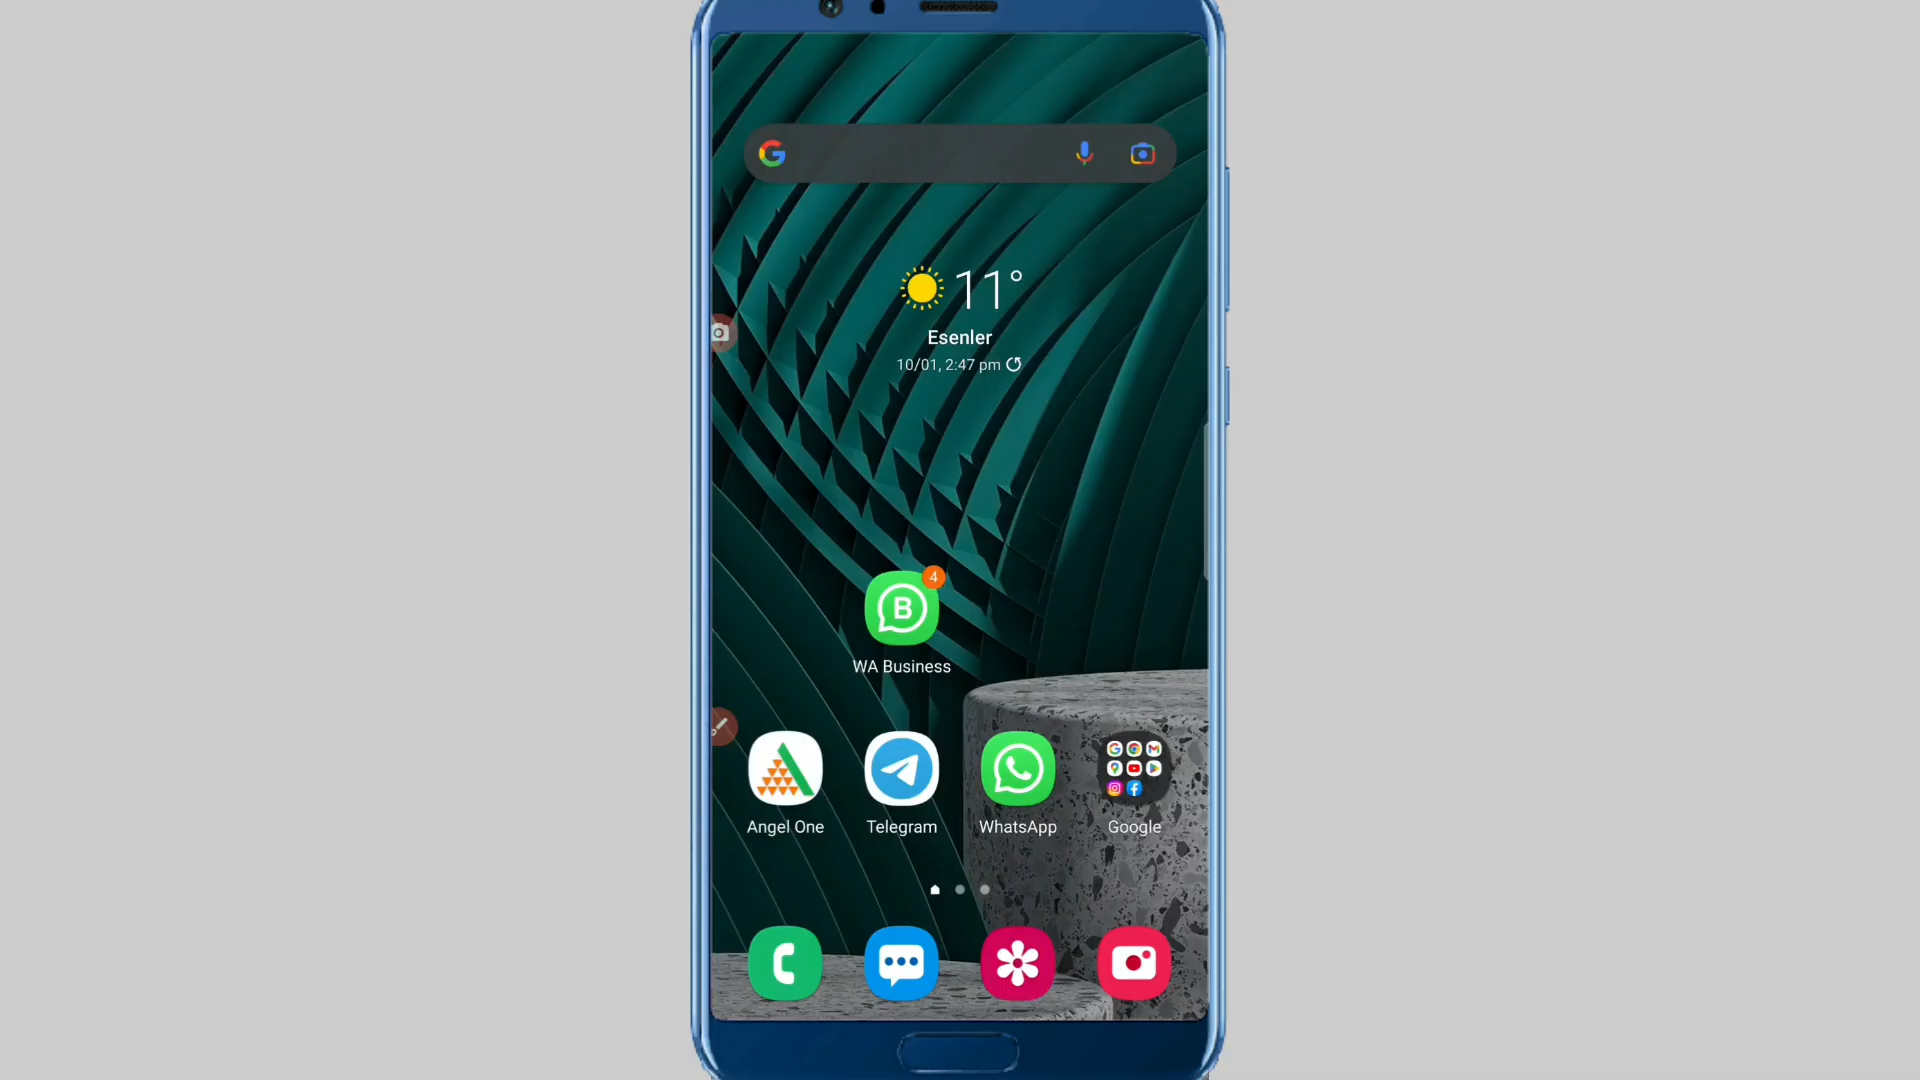 11°
Esenler
10/01, 2:47 pm
4
B
WA Business
Angel One
Telegram
WhatsApp
Google